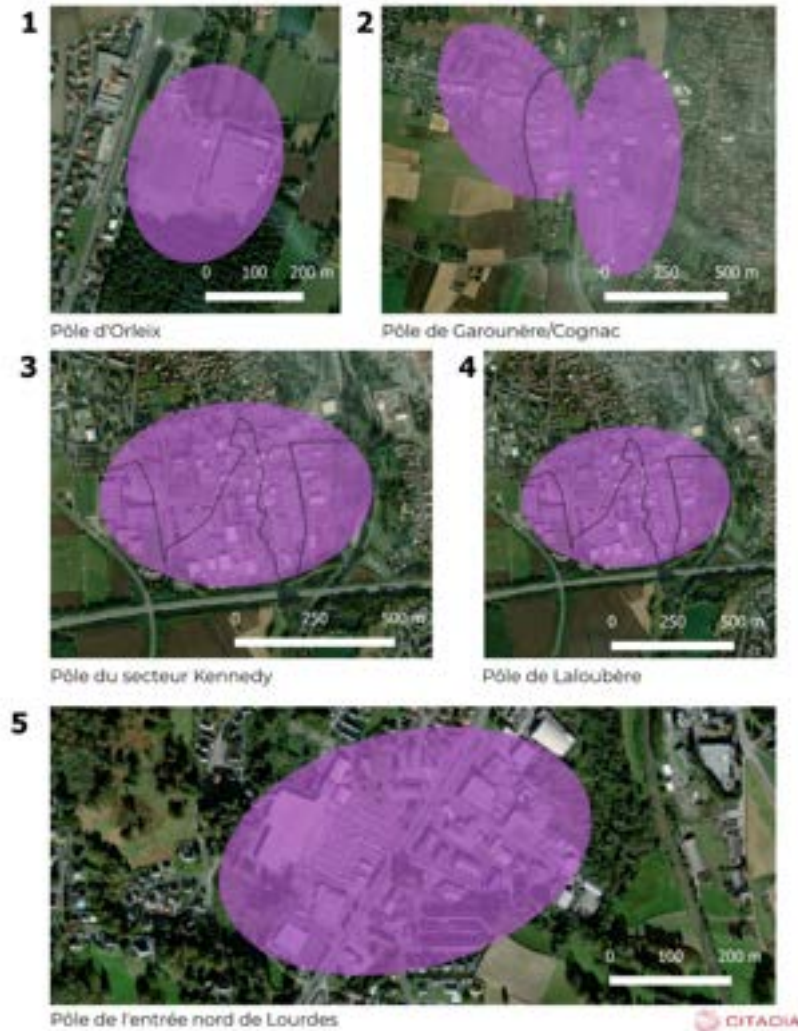 1
2
0 100 200 m
0 250 500 m
Pôle d'Orleix
Pôle de Garounère/Cognac
3
4
0 250 500 m
0 250 500 m
Pôle du secteur Kennedy
Pôle de Laloubère
5
0 100 200 m
Pôle de l'entrée nord de Lourdes
CITADIA